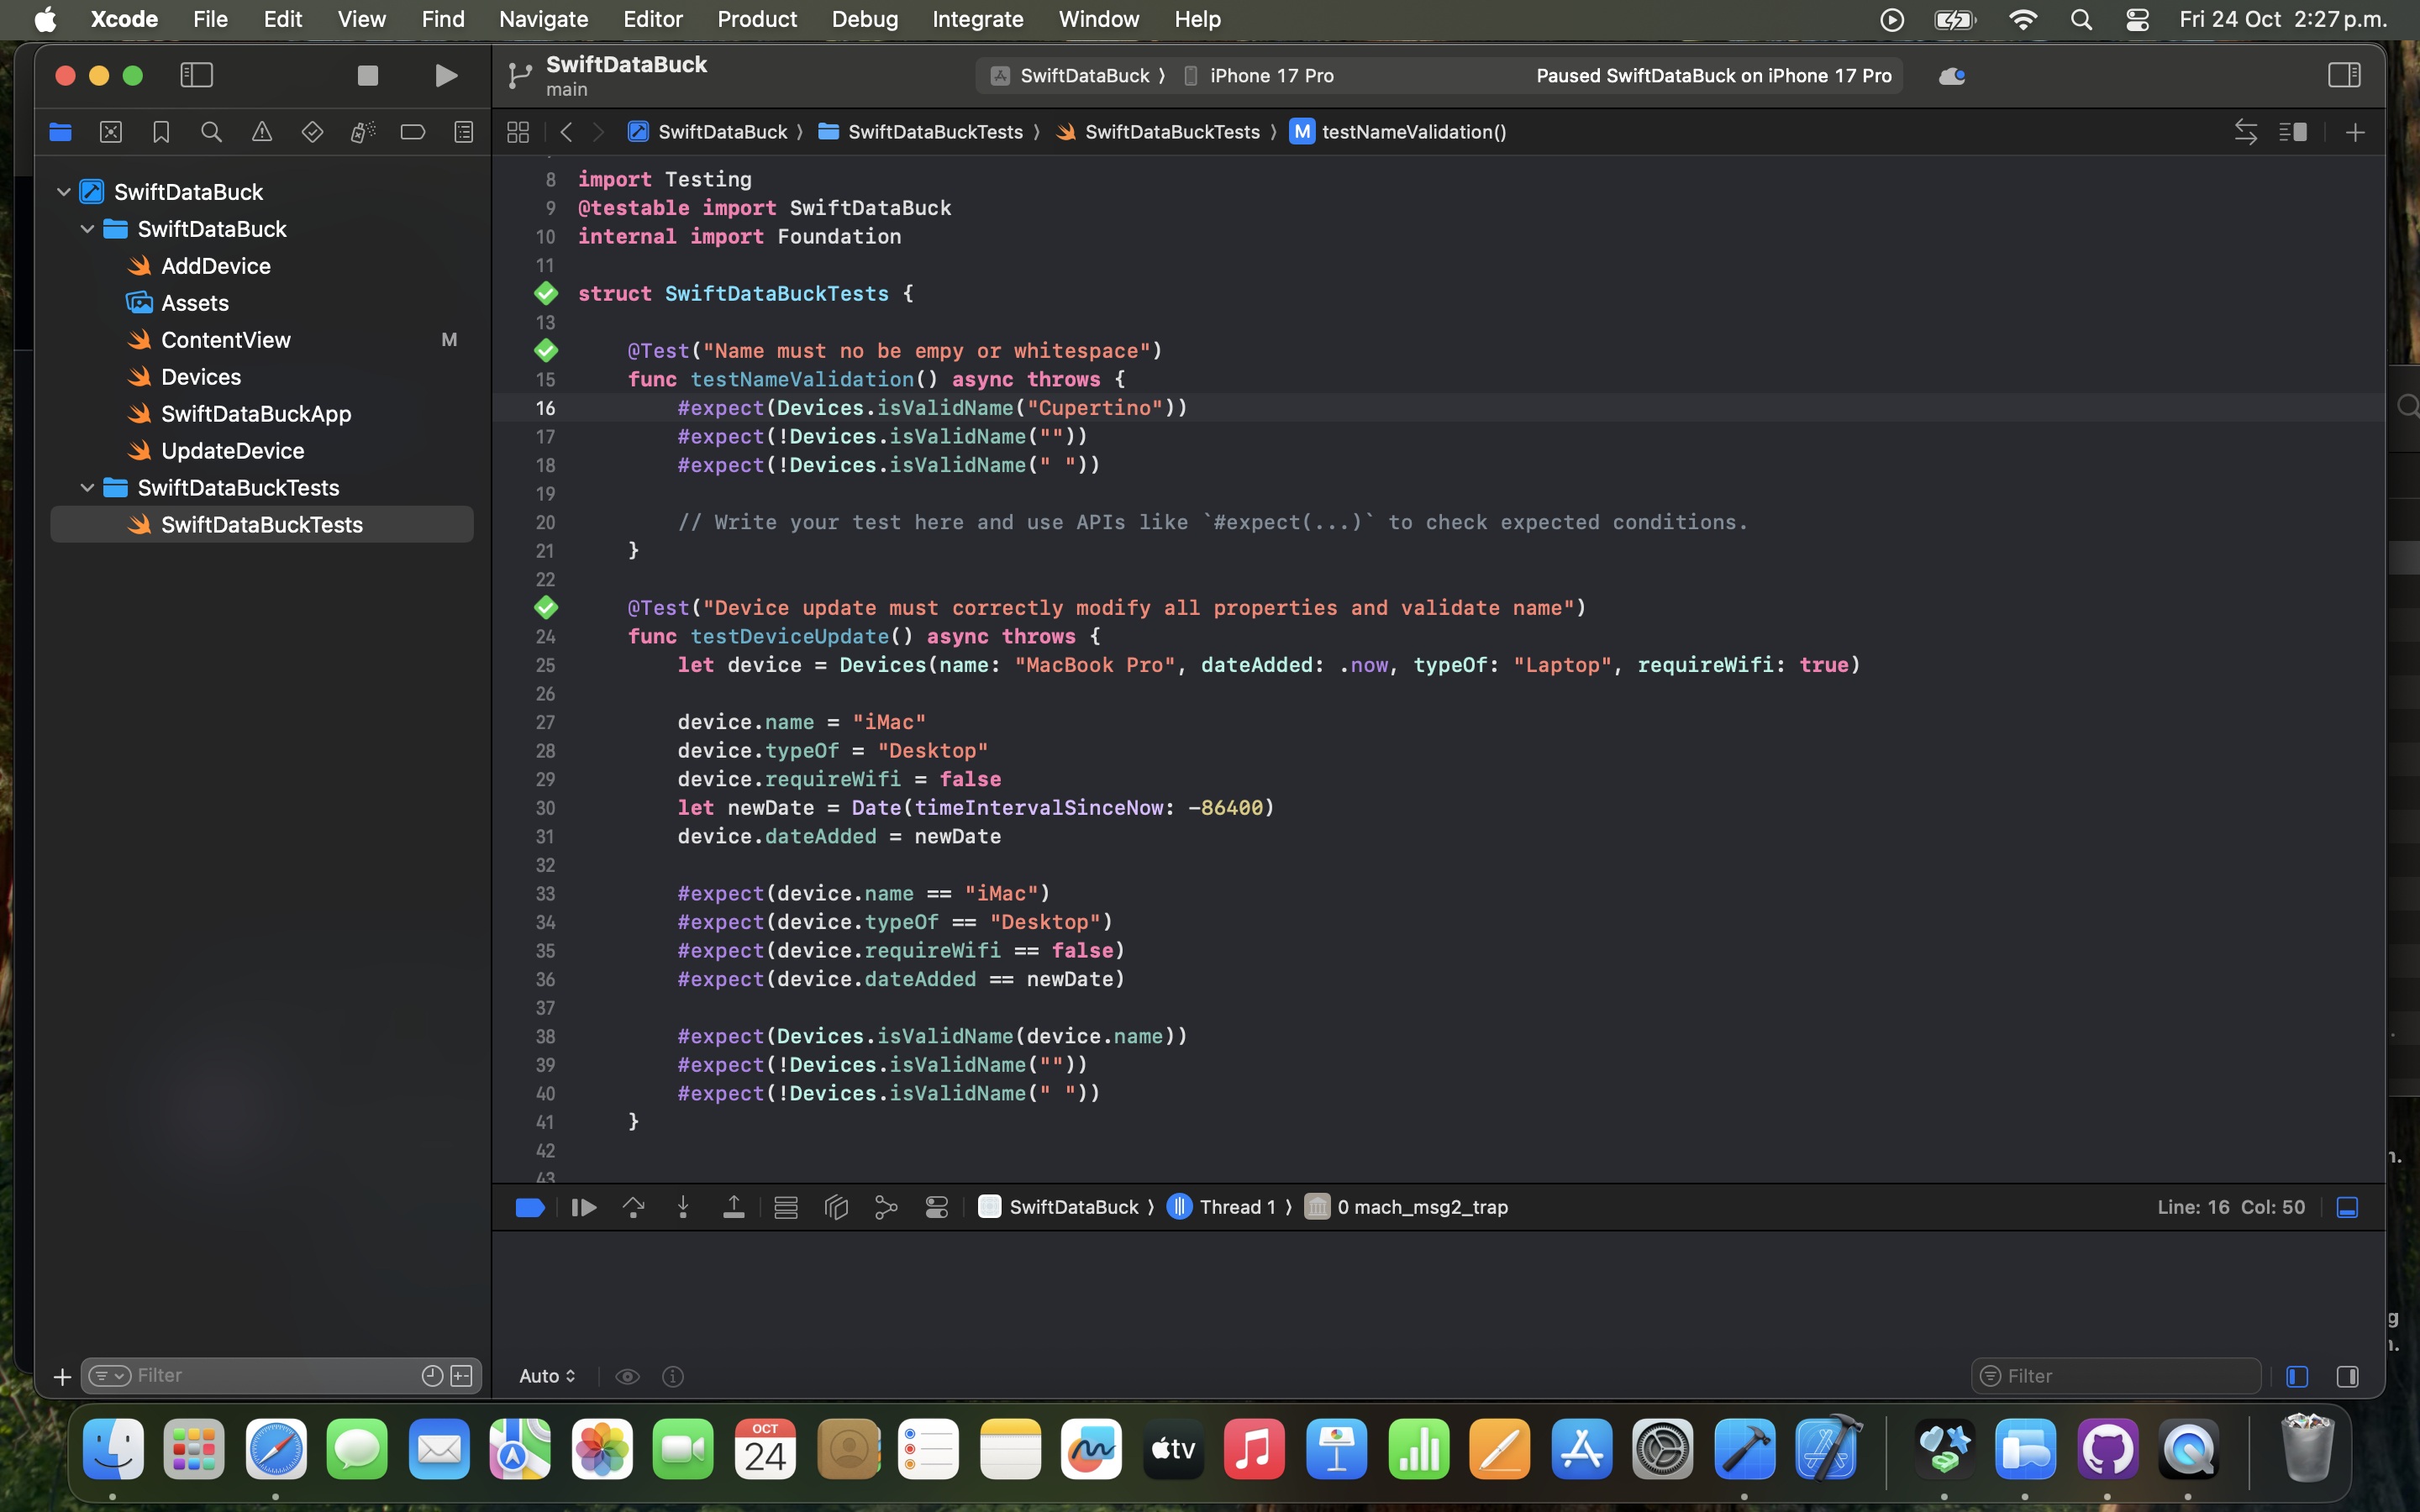 Xcode File Edit View Find Navigate Editor Product Debug Integrate Window Help Fri 24 Oct 2:27 p.m.
SwiftDataBuck
main
SwiftDataBuck 〉 iPhone 17 Pro Paused SwiftDataBuck on iPhone 17 Pro
SwiftDataBuck 〉 SwiftDataBuckTests 〉 SwiftDataBuckTests 〉 M testNameValidation()
SwiftDataBuck
SwiftDataBuck
AddDevice
Assets
ContentView M
Devices
SwiftDataBuckApp
UpdateDevice
SwiftDataBuckTests
SwiftDataBuckTests
Filter
8 import Testing
9 @testable import SwiftDataBuck
10 internal import Foundation
11
struct SwiftDataBuckTests {
13
@Test("Name must no be empy or whitespace")
15 func testNameValidation() async throws {
16 #expect(Devices.isValidName("Cupertino"))
17 #expect(!Devices.isValidName(""))
18 #expect(!Devices.isValidName(" "))
19
20 // Write your test here and use APIs like `#expect(...)` to check expected conditions.
21 }
22
@Test("Device update must correctly modify all properties and validate name")
24 func testDeviceUpdate() async throws {
25 let device = Devices(name: "MacBook Pro", dateAdded: .now, typeOf: "Laptop", requireWifi: true)
26
27 device.name = "iMac"
28 device.typeOf = "Desktop"
29 device.requireWifi = false
30 let newDate = Date(timeIntervalSinceNow: -86400)
31 device.dateAdded = newDate
32
33 #expect(device.name == "iMac")
34 #expect(device.typeOf == "Desktop")
35 #expect(device.requireWifi == false)
36 #expect(device.dateAdded == newDate)
37
38 #expect(Devices.isValidName(device.name))
39 #expect(!Devices.isValidName(""))
40 #expect(!Devices.isValidName(" "))
41 }
42
43
SwiftDataBuck 〉 Thread 1 〉 0 mach_msg2_trap Line: 16 Col: 50
Auto Filter
OCT
24
tv